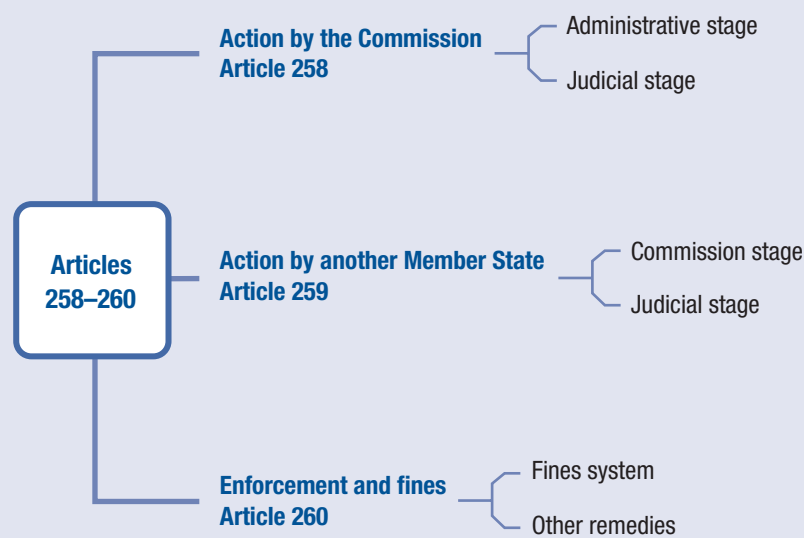 Articles
258–260
Action by the Commission
Article 258
Administrative stage
Judicial stage
Action by another Member State
Article 259
Commission stage
Judicial stage
Enforcement and fines
Article 260
Fines system
Other remedies